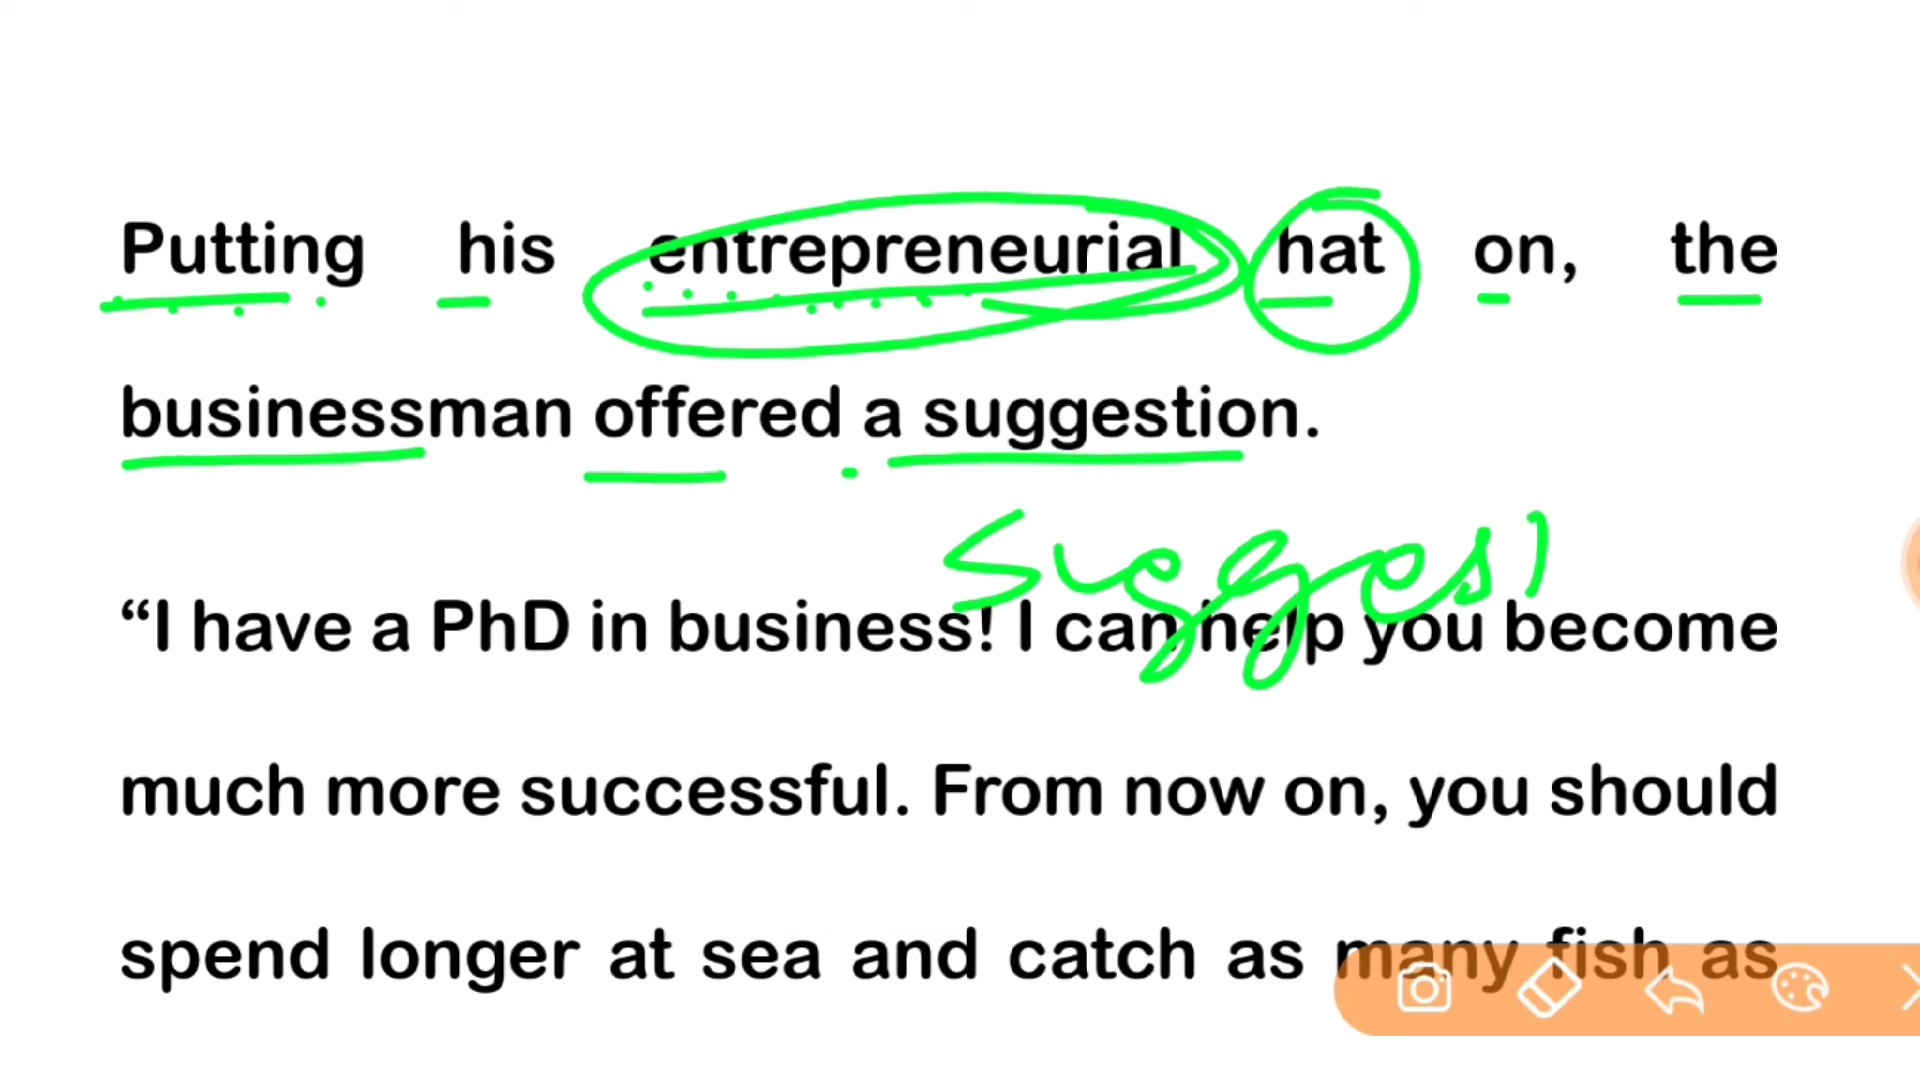 Putting his entrepreneurial hat on, the
businessman offered a suggestion.
sugges
“I have a PhD in business! I can help you become
much more successful. From now on, you should
spend longer at sea and catch as many fish as